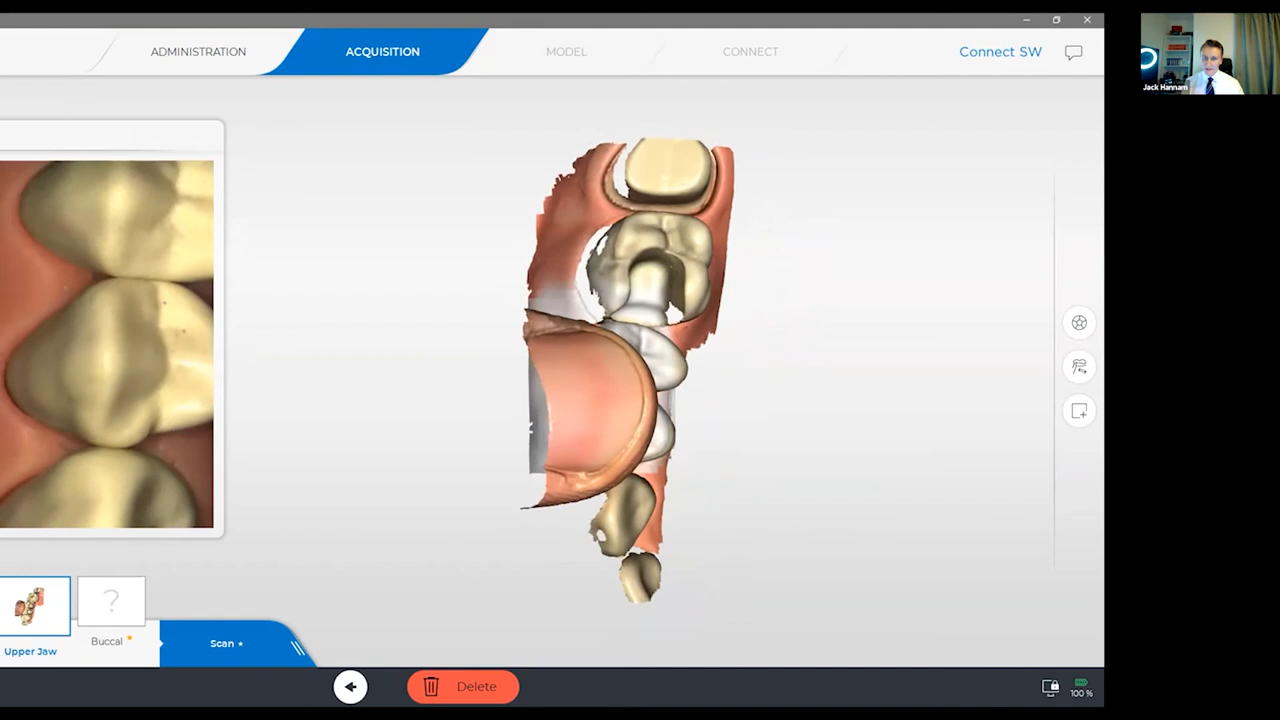 ADMINISTRATION
ACQUISITION
MODEL
CONNECT
Connect SW
Jack Hannam
?
Upper Jaw
Buccal
Scan
Delete
100 %